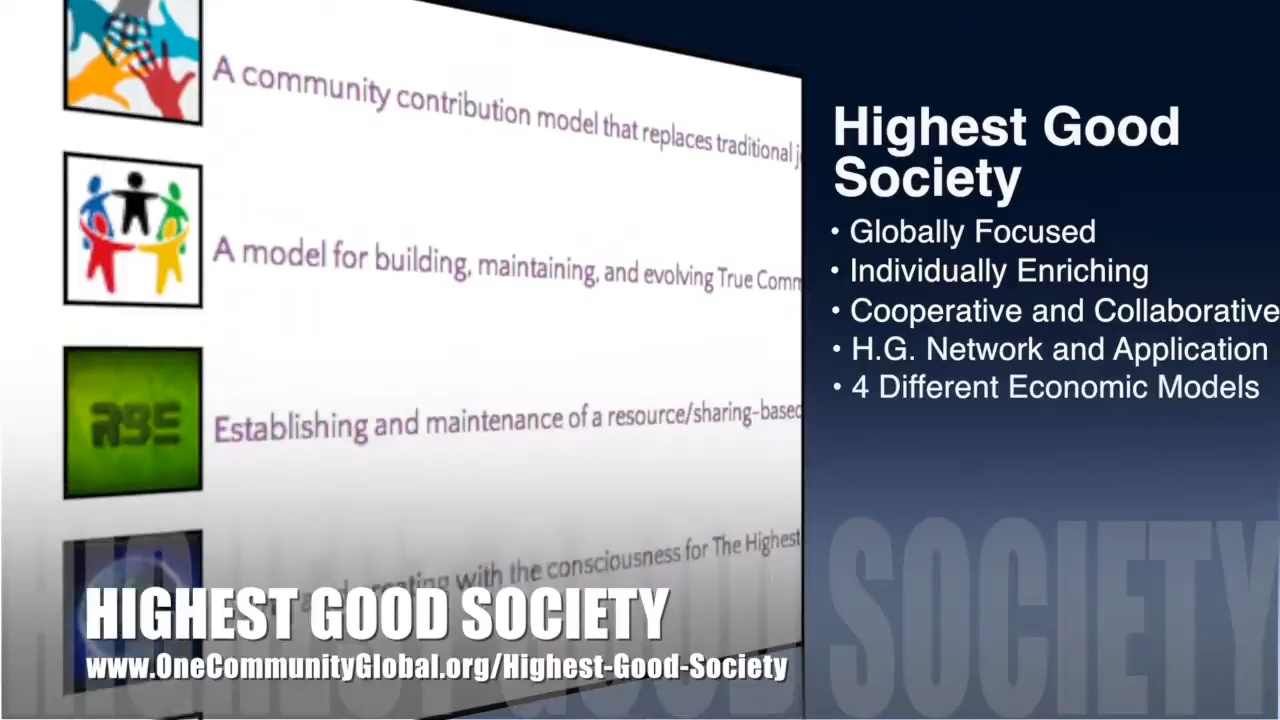 A community contribution model that replaces traditional
A model for building, maintaining, and evolving True
RBE
Establishing and maintenance of a resource/sharing-based
with the consciousness for The Highest
Highest Good
Society
• Globally Focused
• Individually Enriching
• Cooperative and Collaborative
• H.G. Network and Application
• 4 Different Economic Models
HIGHEST GOOD SOCIETY
HIGHEST GOOD SOCIETY
www.OneCommunityGlobal.org/Highest-Good-Society